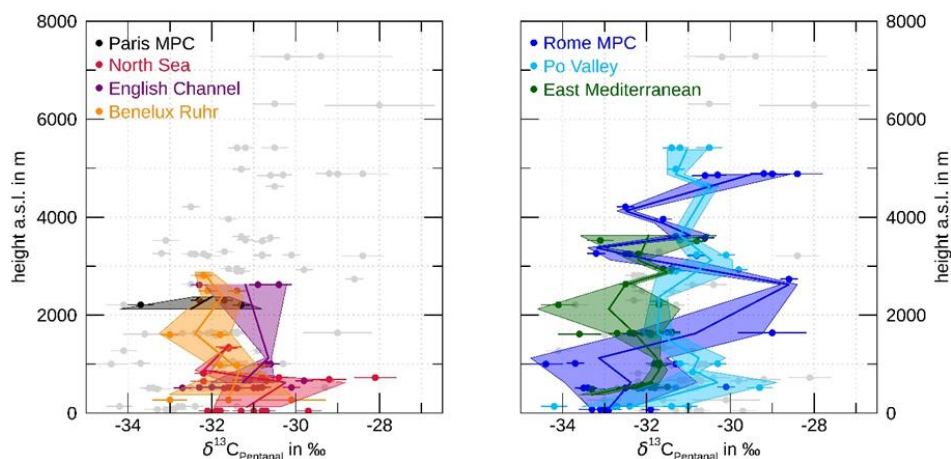 8000
6000
4000
2000
0
height a.s.l. in m
Paris MPC
North Sea
English Channel
Benelux Ruhr
-34
-32
-30
-28
δ¹³C_Pentanal in ‰
Rome MPC
Po Valley
East Mediterranean
-34
-32
-30
-28
δ¹³C_Pentanal in ‰
8000
6000
4000
2000
0
height a.s.l. in m